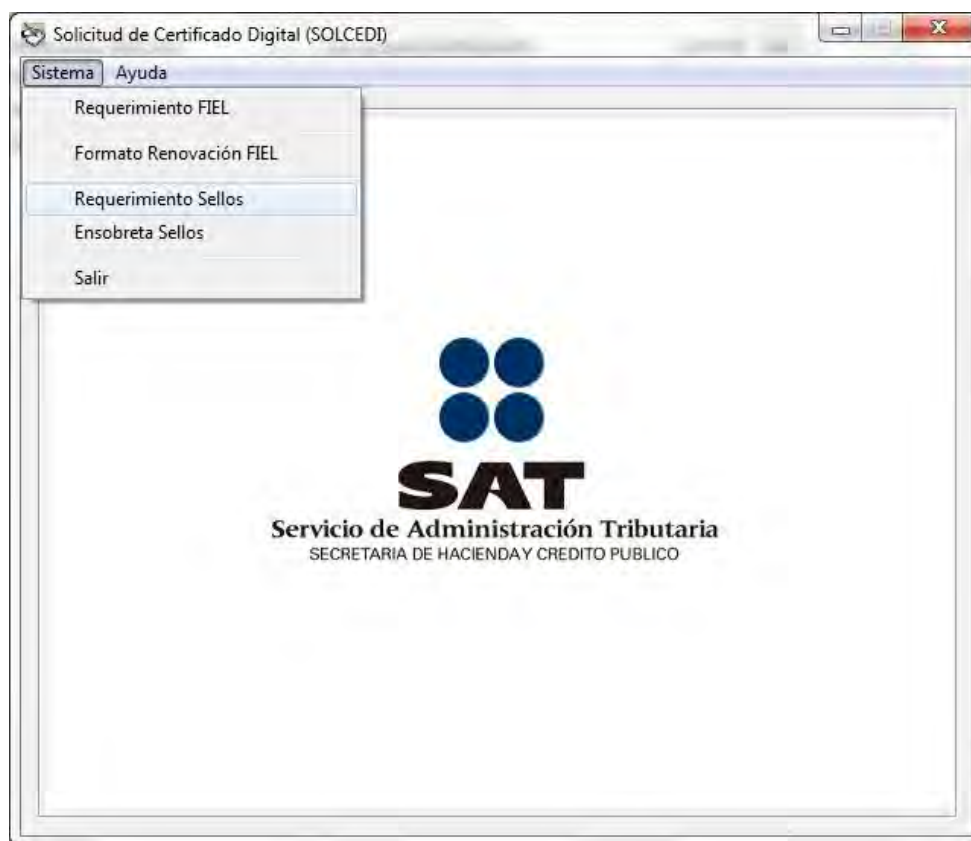 Solicitud de Certificado Digital (SOLCEDI)
Sistema Ayuda
Requerimiento FIEL
Formato Renovación FIEL
Requerimiento Sellos
Ensobreta Sellos
Salir
SAT
Servicio de Administración Tributaria
SECRETARIA DE HACIENDA Y CREDITO PUBLICO